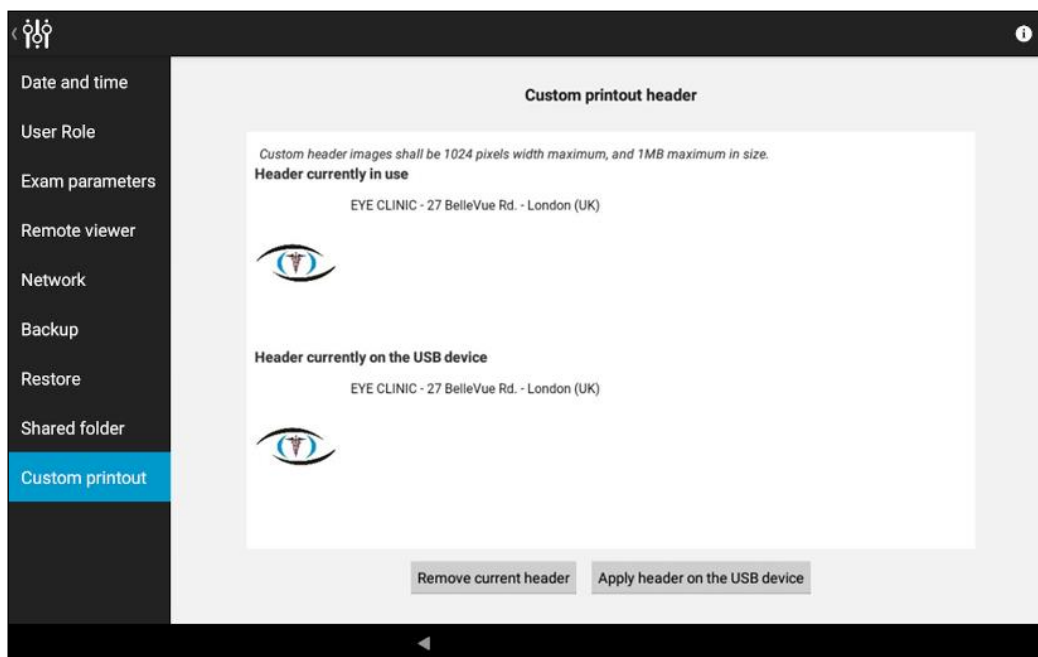 Date and time
User Role
Exam parameters
Remote viewer
Network
Backup
Restore
Shared folder
Custom printout
Custom printout header
Custom header images shall be 1024 pixels width maximum, and 1MB maximum in size.
Header currently in use
EYE CLINIC - 27 BelleVue Rd. - London (UK)
Header currently on the USB device
EYE CLINIC - 27 BelleVue Rd. - London (UK)
Remove current header
Apply header on the USB device